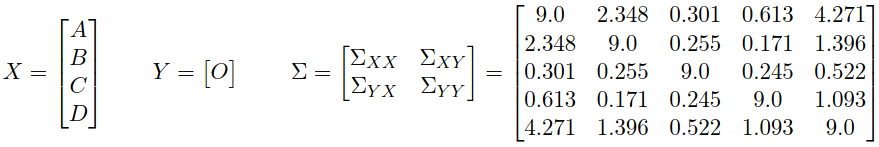 X = [A B C D] Y = [O] Σ = [Σ_XX Σ_XY Σ_YX Σ_YY] =
9.0 2.348 0.301 0.613 4.271
2.348 9.0 0.255 0.171 1.396
0.301 0.255 9.0 0.245 0.522
0.613 0.171 0.245 9.0 1.093
4.271 1.396 0.522 1.093 9.0